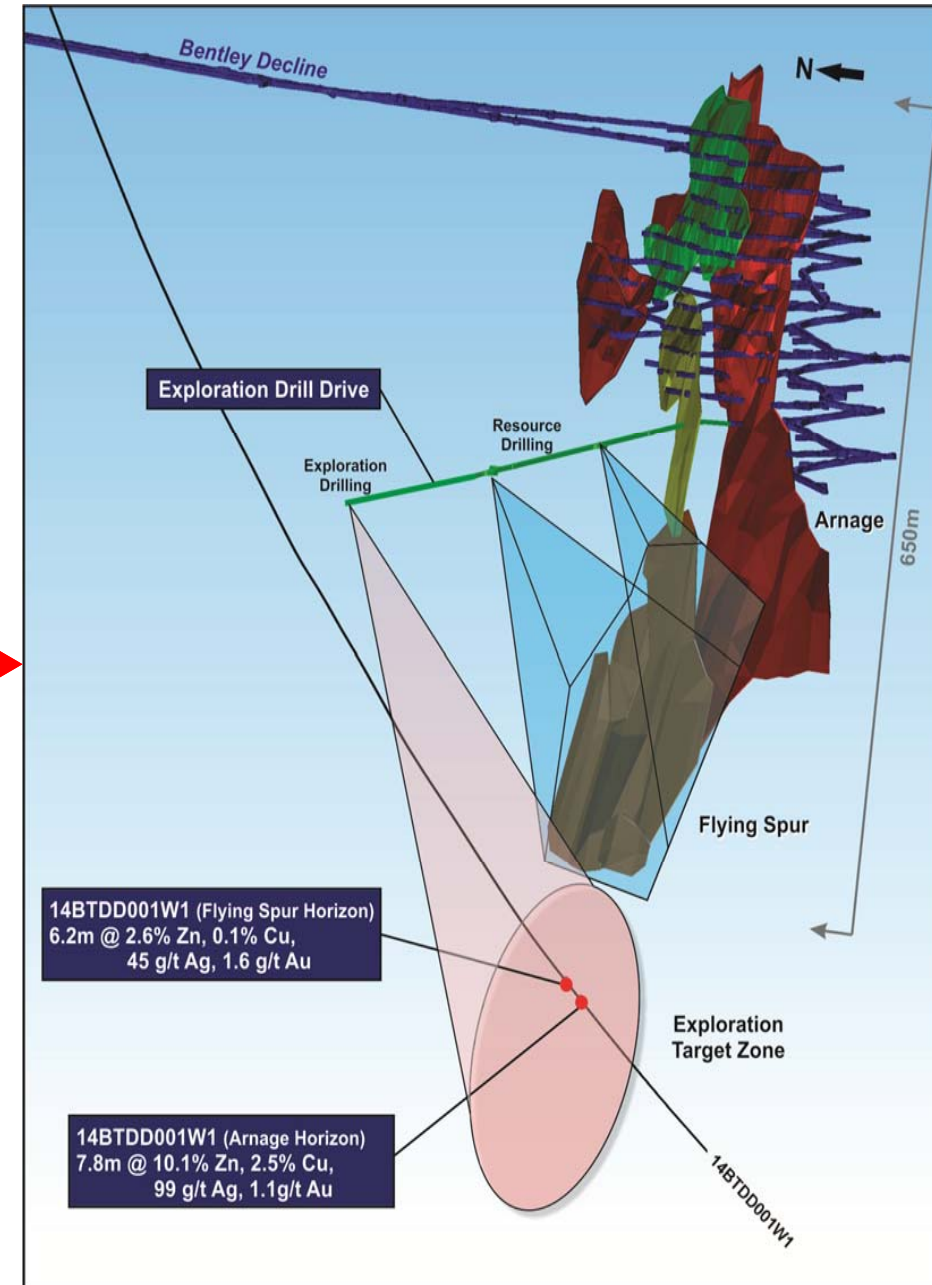 Bentley Decline
N
Exploration Drill Drive
Resource
Drilling
Exploration
Drilling
Arnage
650m
Flying Spur
14BTDD001W1 (Flying Spur Horizon)
6.2m @ 2.6% Zn, 0.1% Cu,
45 g/t Ag, 1.6 g/t Au
Exploration
Target Zone
14BTDD001W1 (Arnage Horizon)
7.8m @ 10.1% Zn, 2.5% Cu,
99 g/t Ag, 1.1g/t Au
14BTDD001W1